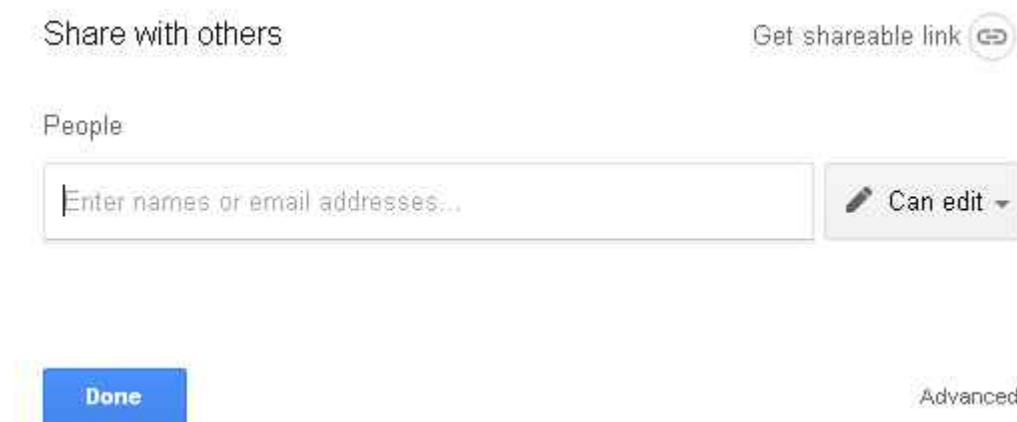 Share with others
Get shareable link
People
Enter names or email addresses...
Can edit
Done
Advanced